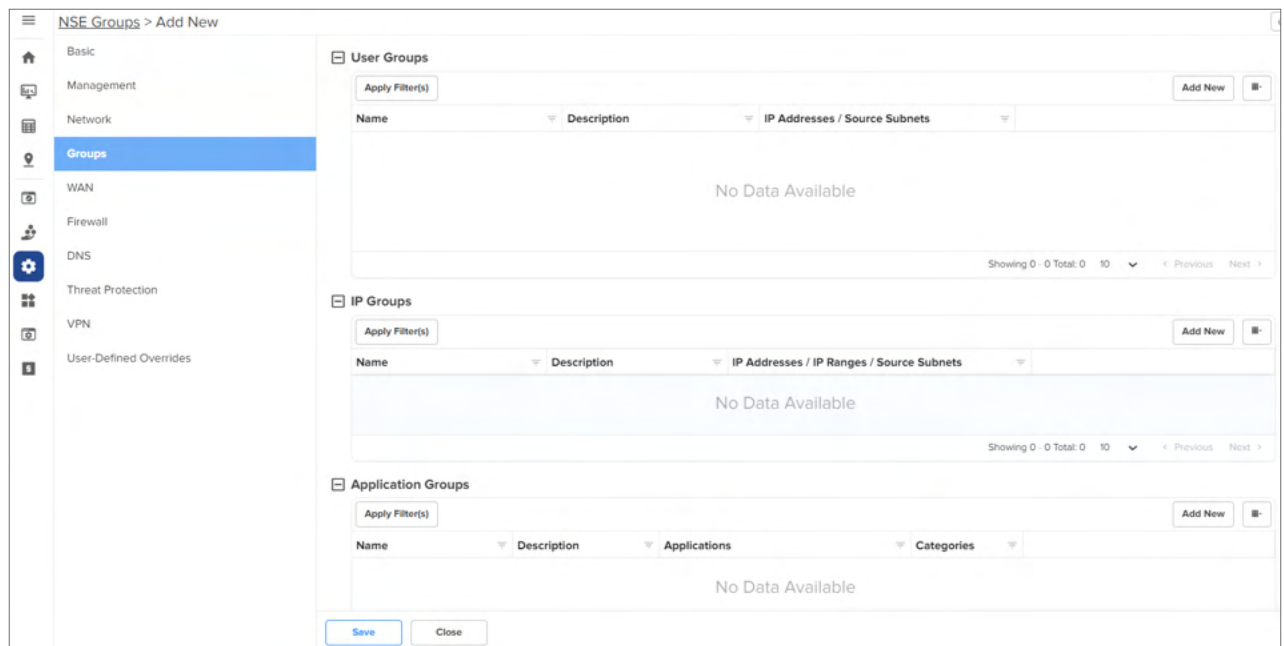 NSE Groups > Add New
Basic
Management
Network
Groups
WAN
Firewall
DNS
Threat Protection
VPN
User-Defined Overrides
User Groups
Apply Filter(s) Add New
Name Description IP Addresses / Source Subnets
No Data Available
Showing 0 - 0 Total: 0 10 < Previous Next >
IP Groups
Apply Filter(s) Add New
Name Description IP Addresses / IP Ranges / Source Subnets
No Data Available
Showing 0 - 0 Total: 0 10 < Previous Next >
Application Groups
Apply Filter(s) Add New
Name Description Applications Categories
No Data Available
Save Close